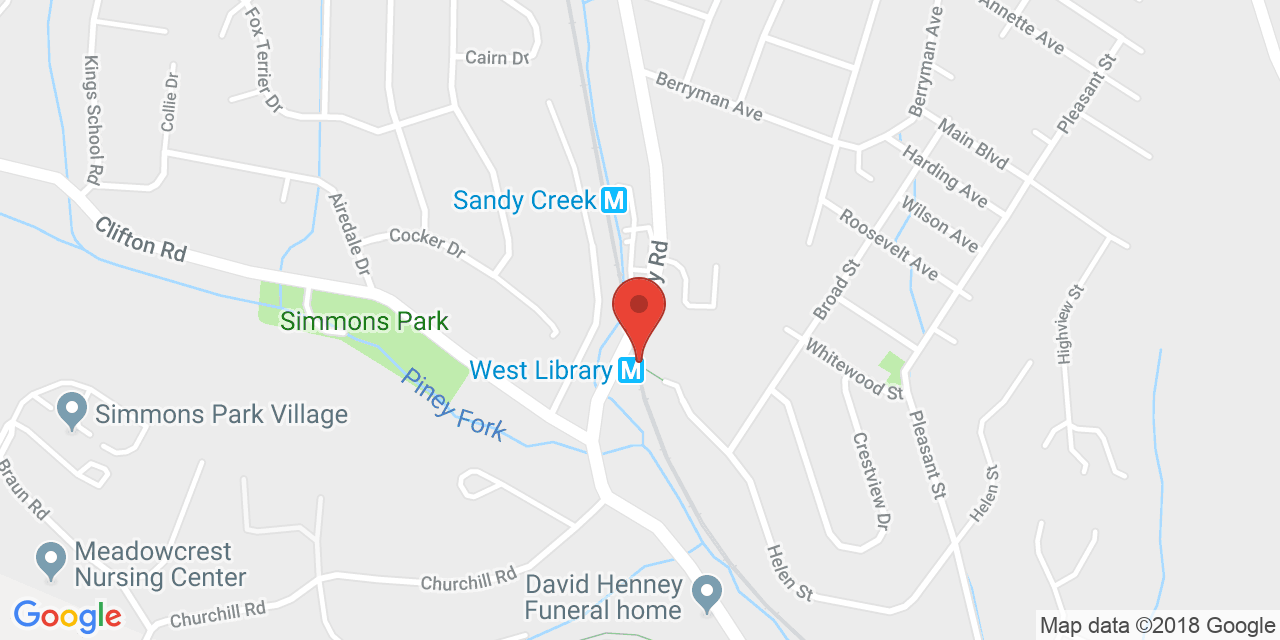 Annette Ave
Fox Terrier Dr
Cairn Dr
Berryman Ave
Kings School Rd
Collie Dr
Berryman Ave
Pleasant St
Main Blvd
Harding Ave
Airedale Dr
Sandy Creek M
Wilson Ave
Clifton Rd
Cocker Dr
y Rd
Roosevelt Ave
Broad St
Highview St
Simmons Park
Whitewood St
West Library M
Piney Fork
Simmons Park Village
Pleasant St
Crestview Dr
Helen St
Braun Rd
Meadowcrest
Nursing Center
Churchill Rd
David Henney
Funeral home
Helen St
Churchill Rd
Google
Map data ©2018 Google